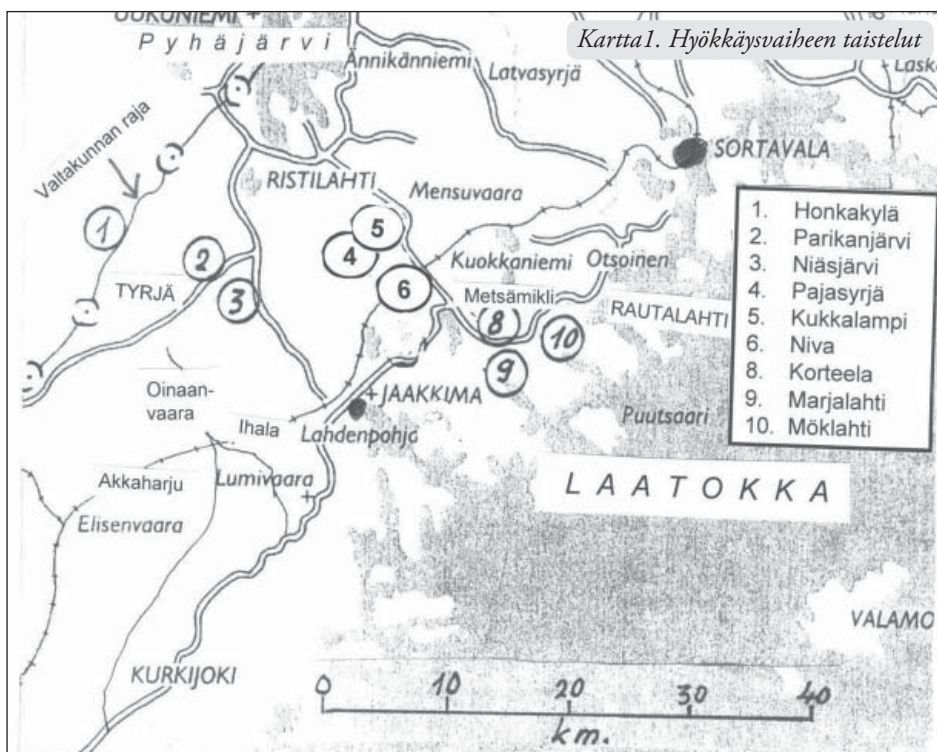 Kartta1. Hyökkäysvaiheen taistelut
UUKUNIEMI +
Pyhäjärvi
Annikänniemi
Latvasyrjä
Valtakunnan raja
SORTAVALA
RISTILAHTI
Mensuvaara
1
2
3
4
5
6
8
9
10
TYRJÄ
Kuokkaniemi
Otsoinen
Metsämikli
RAUTALAHTI
1. Honkakylä
2. Parikanjärvi
3. Niäsjärvi
4. Pajasyrjä
5. Kukkalampi
6. Niva
8. Korteela
9. Marjalahti
10. Möklahti
Oinaan-
vaara
+JAAKKIMA
Ihala
Lahdenpohja
Puutsaari
Akkaharju
Lumivaara
LAATOKKA
Elisenvaara
VALAMO
KURKIJOKI
0 10 20 30 40
km.